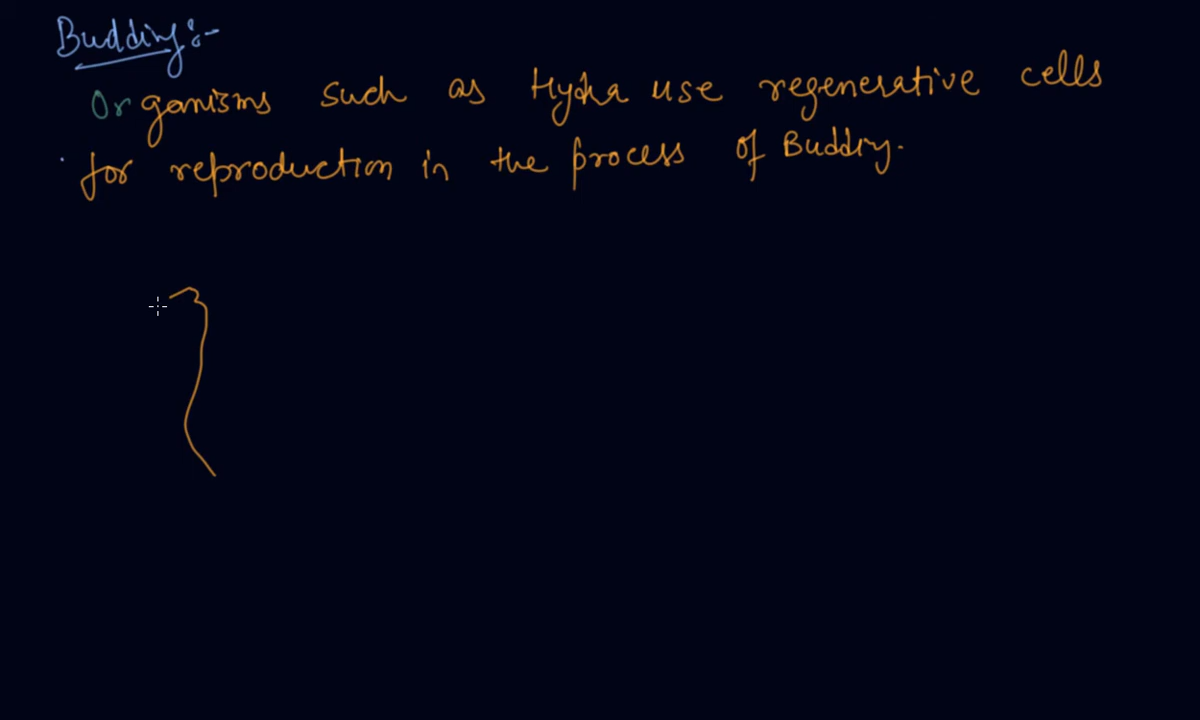 Budding:-
Organisms such as Hydra use regenerative cells
for reproduction in the process of Budding.